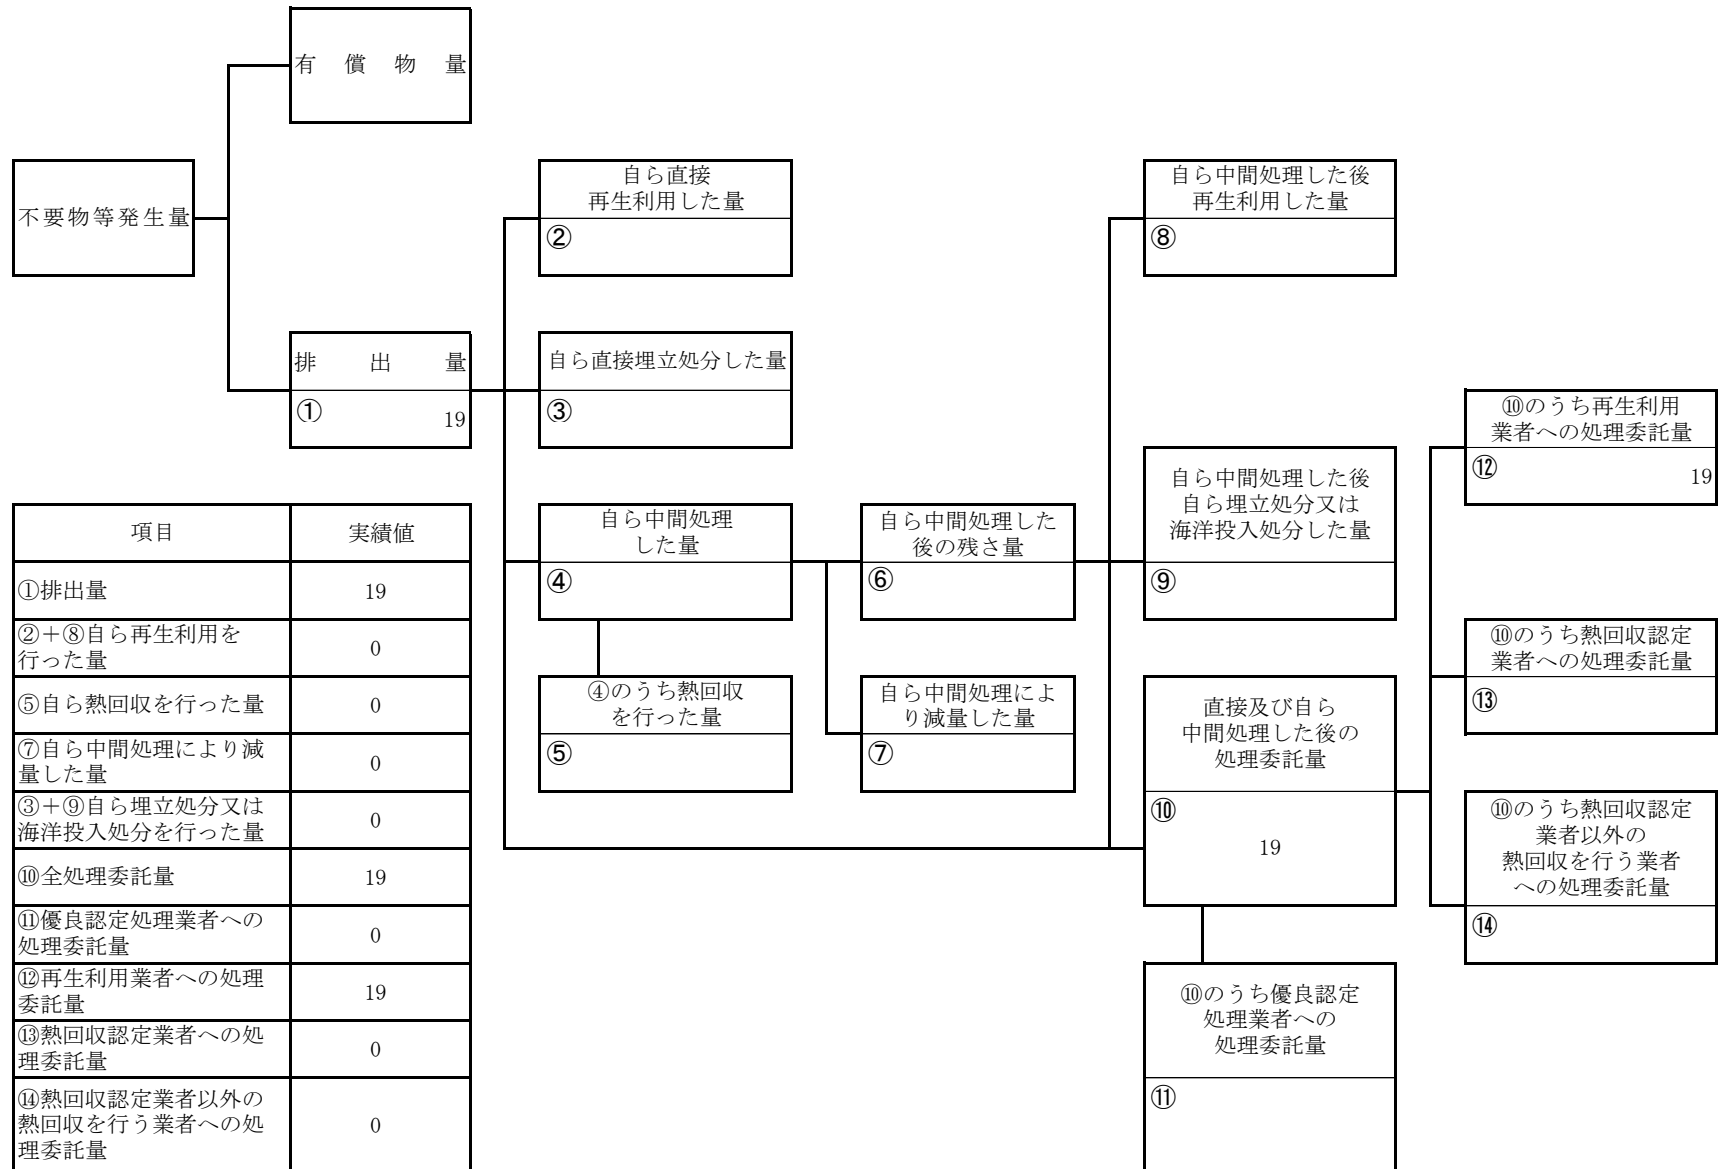 有償物量
不要物等発生量
排出量
①
19
自ら直接
再生利用した量
②
自ら直接埋立処分した量
③
自ら中間処理
した量
④
④のうち熱回収
を行った量
⑤
自ら中間処理した
後の残さ量
⑥
自ら中間処理によ
り減量した量
⑦
自ら中間処理した後
再生利用した量
⑧
自ら中間処理した後
自ら埋立処分又は
海洋投入処分した量
⑨
直接及び自ら
中間処理した後の
処理委託量
⑩
19
⑩のうち優良認定
処理業者への
処理委託量
⑪
⑩のうち再生利用
業者への処理委託量
⑫
19
⑩のうち熱回収認定
業者への処理委託量
⑬
⑩のうち熱回収認定
業者以外の
熱回収を行う業者
への処理委託量
⑭
項目 実績値
①排出量 19
②+⑧自ら再生利用を
行った量 0
⑤自ら熱回収を行った量 0
⑦自ら中間処理により減
量した量 0
③+⑨自ら埋立処分又は
海洋投入処分を行った量 0
⑩全処理委託量 19
⑪優良認定処理業者への
処理委託量 0
⑫再生利用業者への処理
委託量 19
⑬熱回収認定業者への処
理委託量 0
⑭熱回収認定業者以外の
熱回収を行う業者への処
理委託量 0